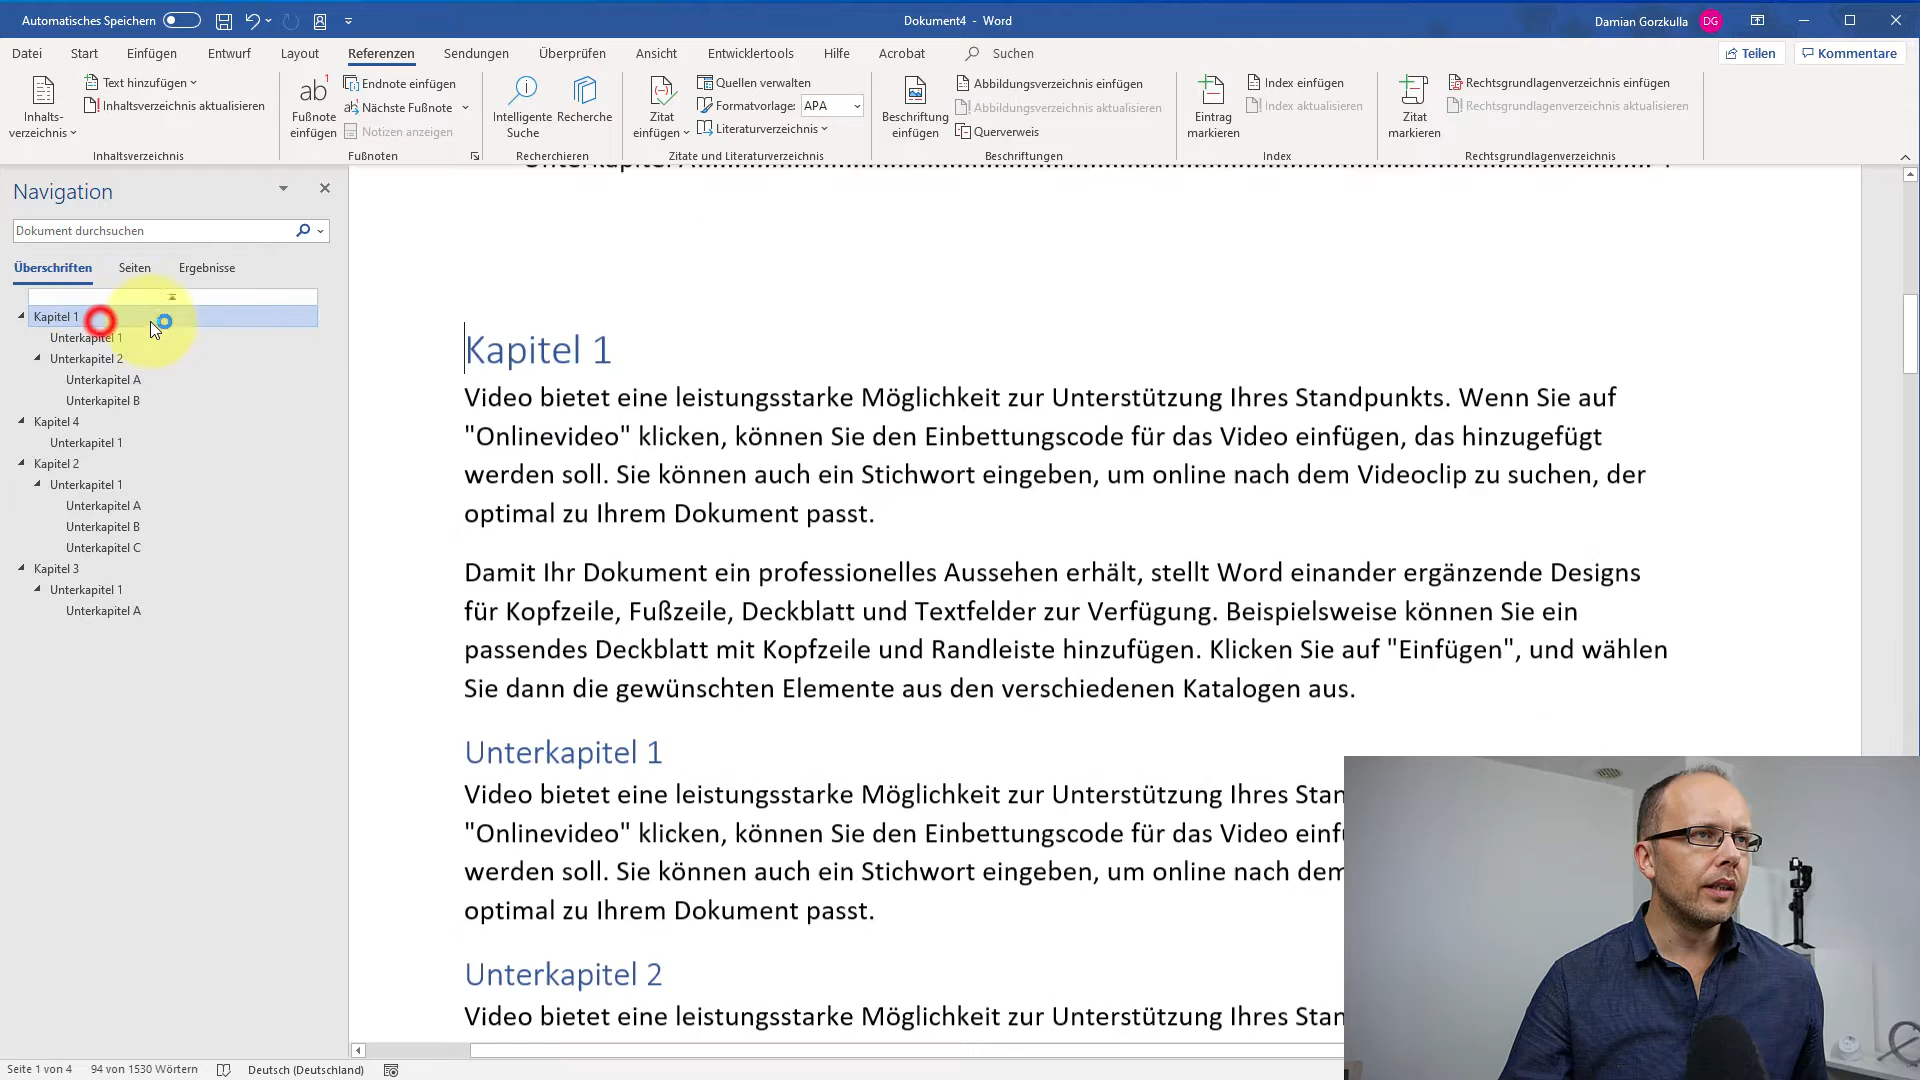 Automatisches Speichern
Dokument4 - Word
Damian Gorzkulla
DG
Datei Start Einfügen Entwurf Layout Referenzen Sendungen Überprüfen Ansicht Entwicklertools Hilfe Acrobat Suchen
Teilen
Kommentare
Inhalts-
verzeichnis
Text hinzufügen
Inhaltsverzeichnis aktualisieren
Inhaltsverzeichnis
ab
1
Fußnote
einfügen
Endnote einfügen
Nächste Fußnote
Notizen anzeigen
Fußnoten
Intelligente
Suche
Recherche
Recherchieren
Zitat
einfügen
Quellen verwalten
Formatvorlage: APA
Literaturverzeichnis
Zitate und Literaturverzeichnis
Beschriftung
einfügen
Abbildungsverzeichnis einfügen
Abbildungsverzeichnis aktualisieren
Querverweis
Beschriftungen
Eintrag
markieren
Index einfügen
Index aktualisieren
Index
Zitat
markieren
Rechtsgrundlagenverzeichnis einfügen
Rechtsgrundlagenverzeichnis aktualisieren
Rechtsgrundlagenverzeichnis
Navigation
Dokument durchsuchen
Überschriften Seiten Ergebnisse
Kapitel 1
Unterkapitel 1
Unterkapitel 2
Unterkapitel A
Unterkapitel B
Kapitel 4
Unterkapitel 1
Kapitel 2
Unterkapitel 1
Unterkapitel A
Unterkapitel B
Unterkapitel C
Kapitel 3
Unterkapitel 1
Unterkapitel A
Kapitel 1
Video bietet eine leistungsstarke Möglichkeit zur Unterstützung Ihres Standpunkts. Wenn Sie auf
"Onlinevideo" klicken, können Sie den Einbettungscode für das Video einfügen, das hinzugefügt
werden soll. Sie können auch ein Stichwort eingeben, um online nach dem Videoclip zu suchen, der
optimal zu Ihrem Dokument passt.
Damit Ihr Dokument ein professionelles Aussehen erhält, stellt Word einander ergänzende Designs
für Kopfzeile, Fußzeile, Deckblatt und Textfelder zur Verfügung. Beispielsweise können Sie ein
passendes Deckblatt mit Kopfzeile und Randleiste hinzufügen. Klicken Sie auf "Einfügen", und wählen
Sie dann die gewünschten Elemente aus den verschiedenen Katalogen aus.
Unterkapitel 1
Video bietet eine leistungsstarke Möglichkeit zur Unterstützung Ihres Stan
"Onlinevideo" klicken, können Sie den Einbettungscode für das Video einf
werden soll. Sie können auch ein Stichwort eingeben, um online nach dem
optimal zu Ihrem Dokument passt.
Unterkapitel 2
Video bietet eine leistungsstarke Möglichkeit zur Unterstützung Ihres Stan
Seite 1 von 4 94 von 1530 Wörtern Deutsch (Deutschland)